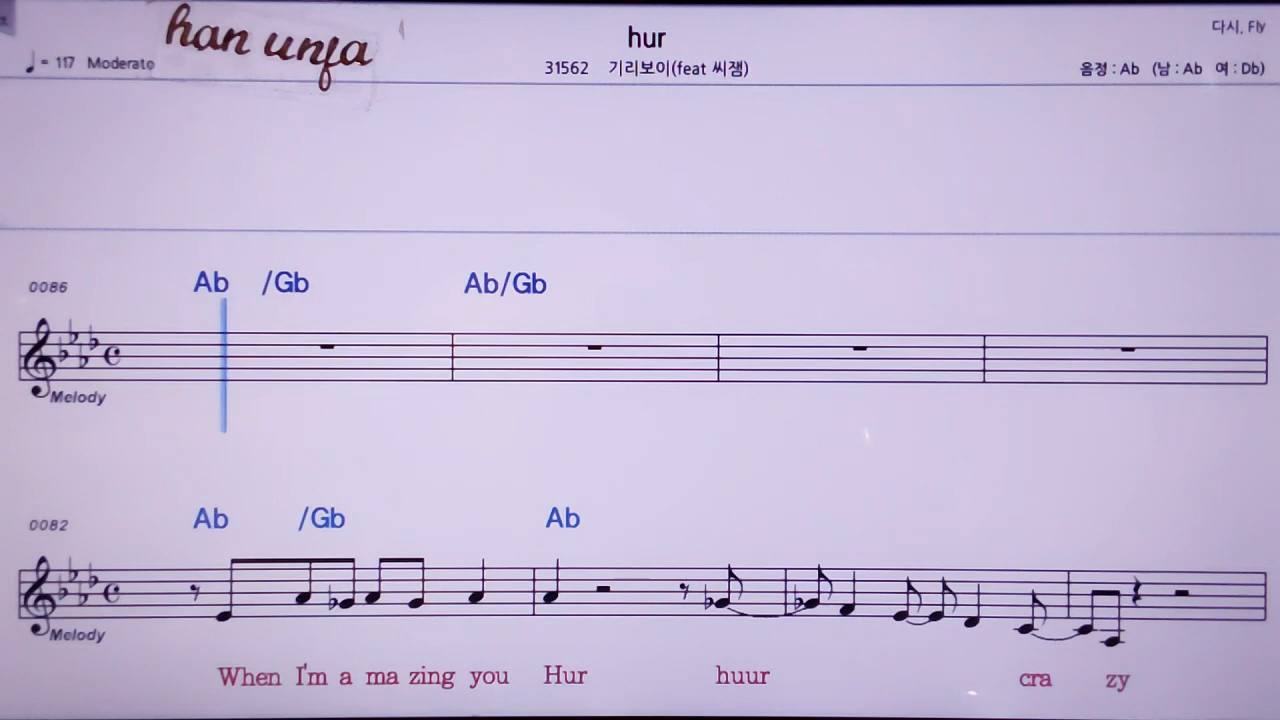 han unfa
hur
다시, Fly
♩= 117 Moderato
31562 기리보이(feat 씨잼)
음정 : Ab (남 : Ab 여 : Db)
0086
Ab /Gb Ab/Gb
Melody
0082
Ab /Gb Ab
Melody
When I'm a ma zing you Hur huur cra zy